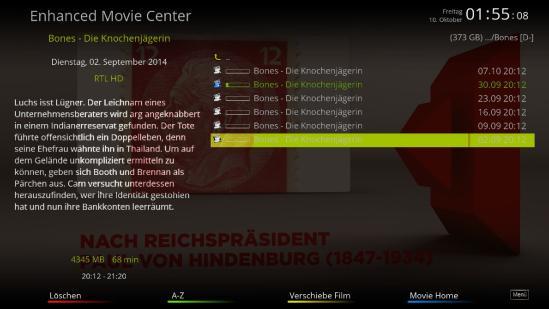 Enhanced Movie Center
Freitag
10. Oktober
01:55:08
Bones - Die Knochenjägerin
(373 GB) .../Bones [D-]
Dienstag, 02. September 2014
RTL HD
..
Bones - Die Knochenjägerin 07.10 20:12
Bones - Die Knochenjägerin 30.09 20:12
Bones - Die Knochenjägerin 23.09 20:12
Bones - Die Knochenjägerin 16.09 20:12
Bones - Die Knochenjägerin 09.09 20:12
Bones - Die Knochenjägerin 02.09 20:12
Luchs isst Lügner. Der Leichnam eines
Unternehmensberaters wird arg angeknabbert
in einem Indianerreservat gefunden. Der Tote
führte offensichtlich ein Doppelleben, denn
seine Ehefrau wähnte ihn in Thailand. Um auf
dem Gelände unkompliziert ermitteln zu
können, geben sich Booth und Brennan als
Pärchen aus. Cam versucht unterdessen
herauszufinden, wer ihre Identität gestohlen
hat und nun ihre Bankkonten leerräumt.
12
12
NACH REICHSPRÄSIDENT
VON HINDENBURG (1847-1934)
4345 MB 68 min
20:12 - 21:20
Löschen
A-Z
Verschiebe Film
Movie Home
Menü